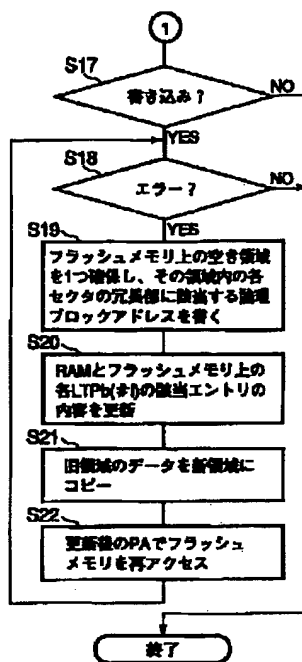 1
S17
書き込み?
NO
YES
S18
エラー?
NO
YES
S19
フラッシュメモリ上の空き領域
を1つ確保し、その領域内の各
セクタの冗長部に該当する論理
ブロックアドレスを書く
S20
RAMとフラッシュメモリ上の
各LTPb(#i)の該当エントリの
内容を更新
S21
旧領域のデータを新領域に
コピー
S22
更新後のPAでフラッシュ
メモリを再アクセス
終了